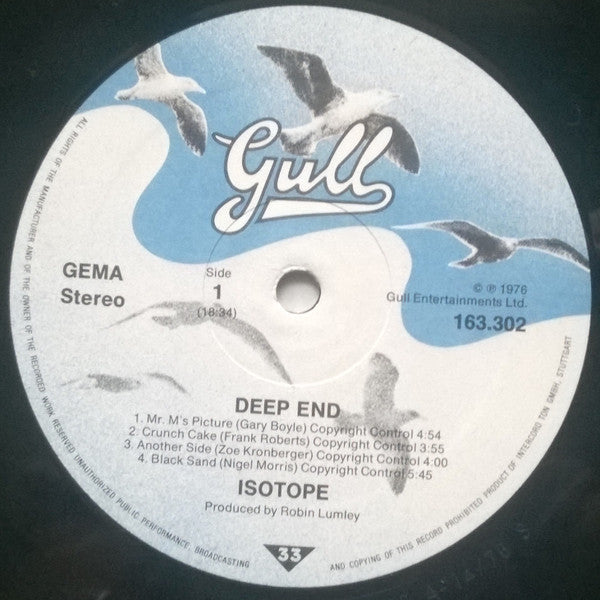 Gull
GEMA
Stereo
Side
1
(18:34)
© ℗ 1976
Gull Entertainments Ltd.
163.302
DEEP END
1. Mr. M's Picture (Gary Boyle) Copyright Control 4:54
2. Crunch Cake (Frank Roberts) Copyright Control 3:55
3. Another Side (Zoe Kronberger) Copyright Control 4:00
4. Black Sand (Nigel Morris) Copyright Control 5:45
ISOTOPE
Produced by Robin Lumley
33
ALL RIGHTS OF THE MANUFACTURER AND OF THE OWNER OF THE RECORDED WORK RESERVED UNAUTHORIZED PUBLIC PERFORMANCE, BROADCASTING
AND COPYING OF THIS RECORD PROHIBITED PRODUCT OF INTERCORD TON GMBH, STUTTGART